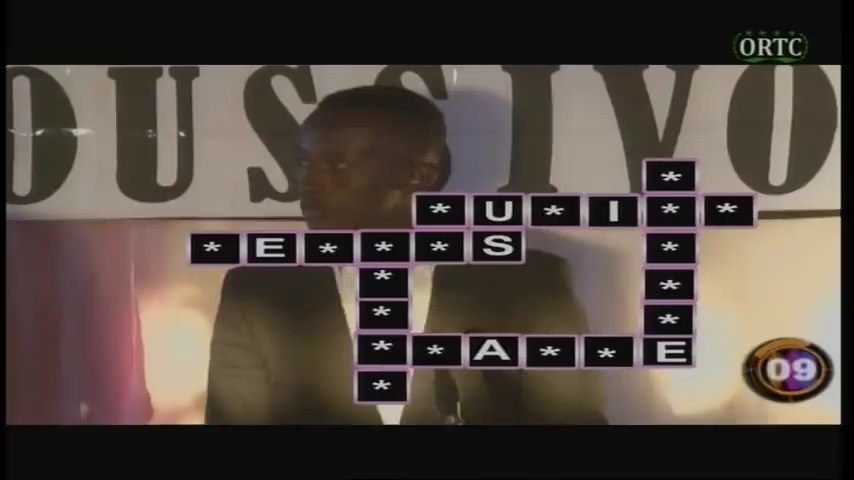 ORTC
OUSSIVO
*
* U * I * *
* E * * * S *
* *
* *
* * A * * E
*
09